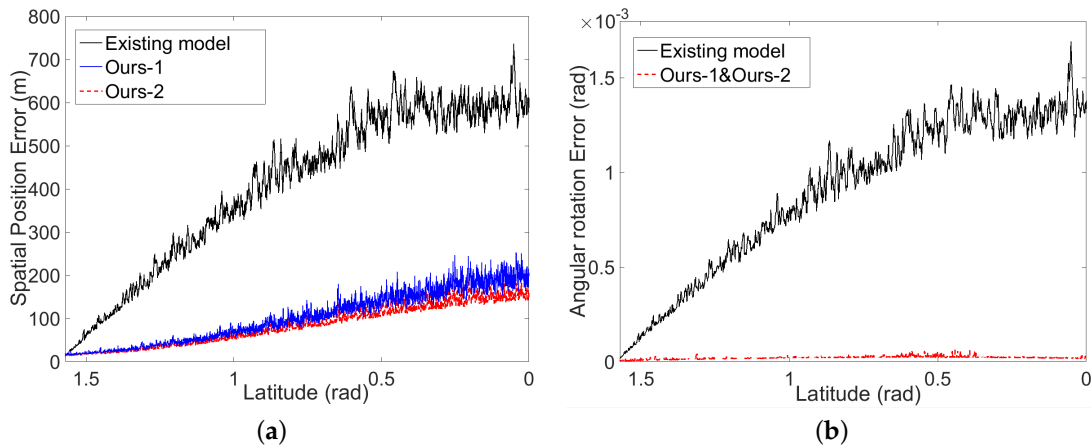 800
700
600
500
400
300
200
100
0
Spatial Position Error (m)
Existing model
Ours-1
Ours-2
1.5 1 0.5 0
Latitude (rad)
(a)
×10⁻³
1.5
1
0.5
0
Angular rotation Error (rad)
Existing model
Ours-1&Ours-2
1.5 1 0.5 0
Latitude (rad)
(b)